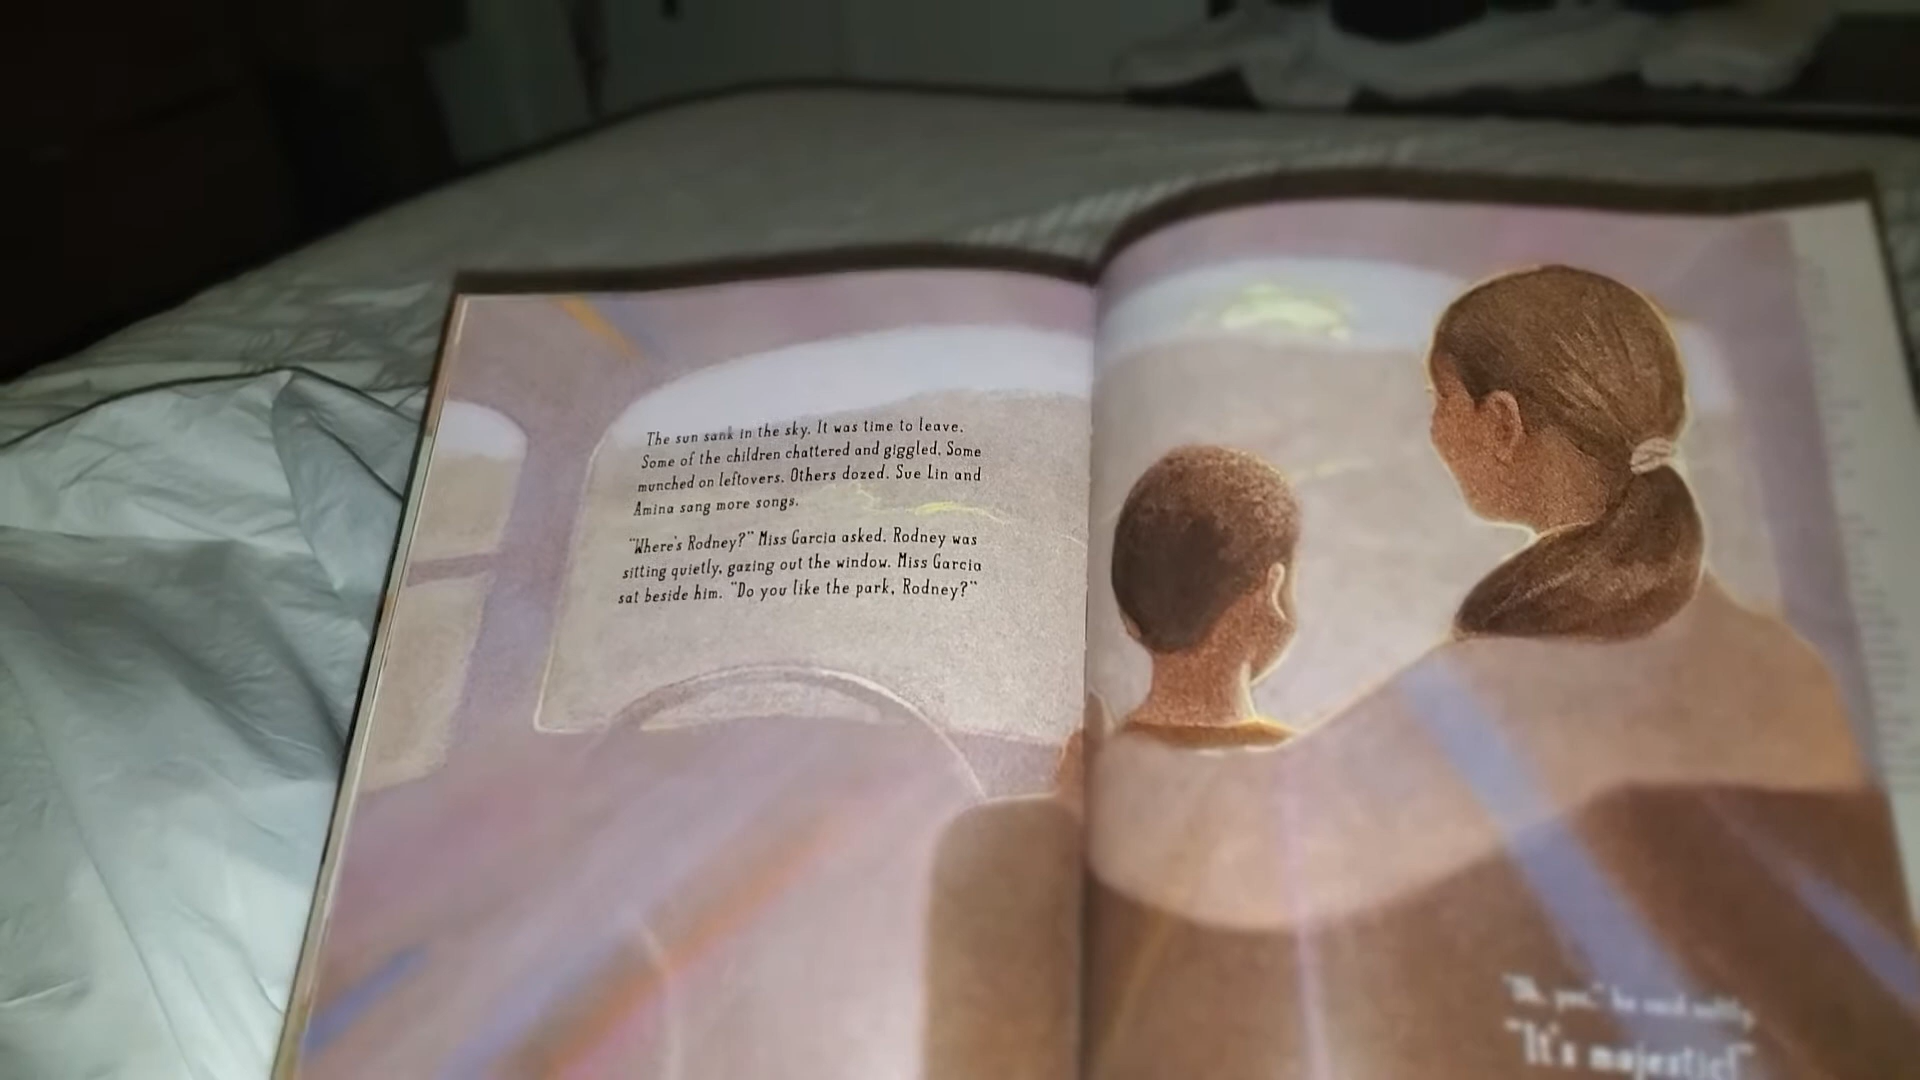 The sun sank in the sky. It was time to leave.
Some of the children chattered and giggled. Some
munched on leftovers. Others dozed. Sue Lin and
Amina sang more songs.
"Where's Rodney?" Miss Garcia asked. Rodney was
sitting quietly, gazing out the window. Miss Garcia
sat beside him. "Do you like the park, Rodney?"
he said softly.
"It's majestic!"